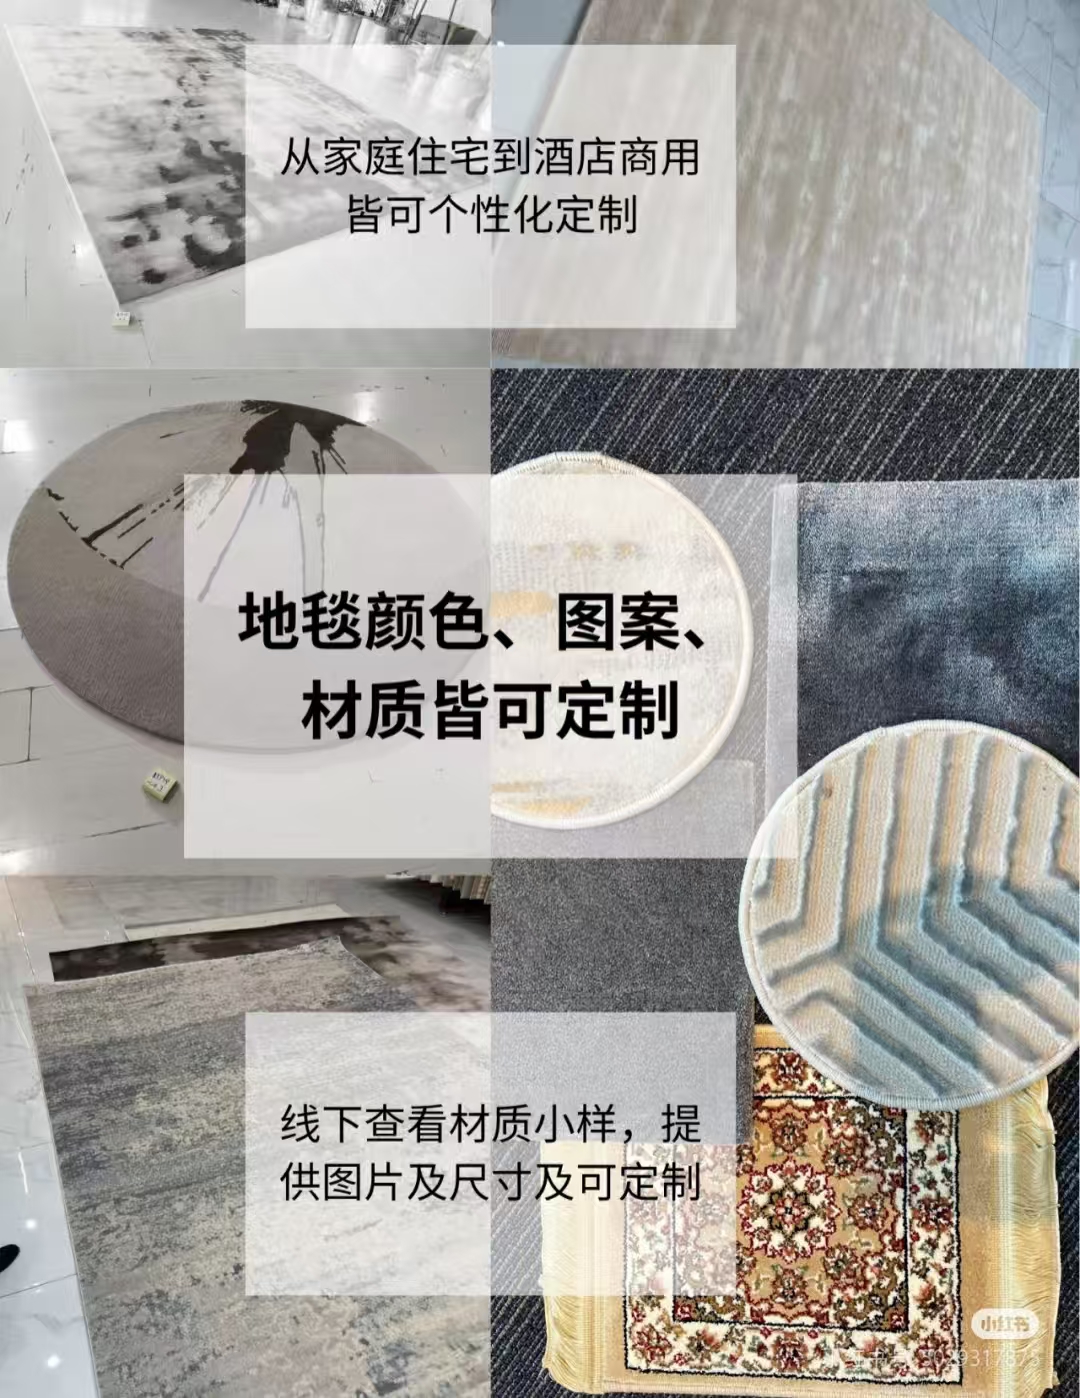 从家庭住宅到酒店商用
皆可个性化定制
地毯颜色、图案、
材质皆可定制
线下查看材质小样，提
供图片及尺寸及可定制
小红书